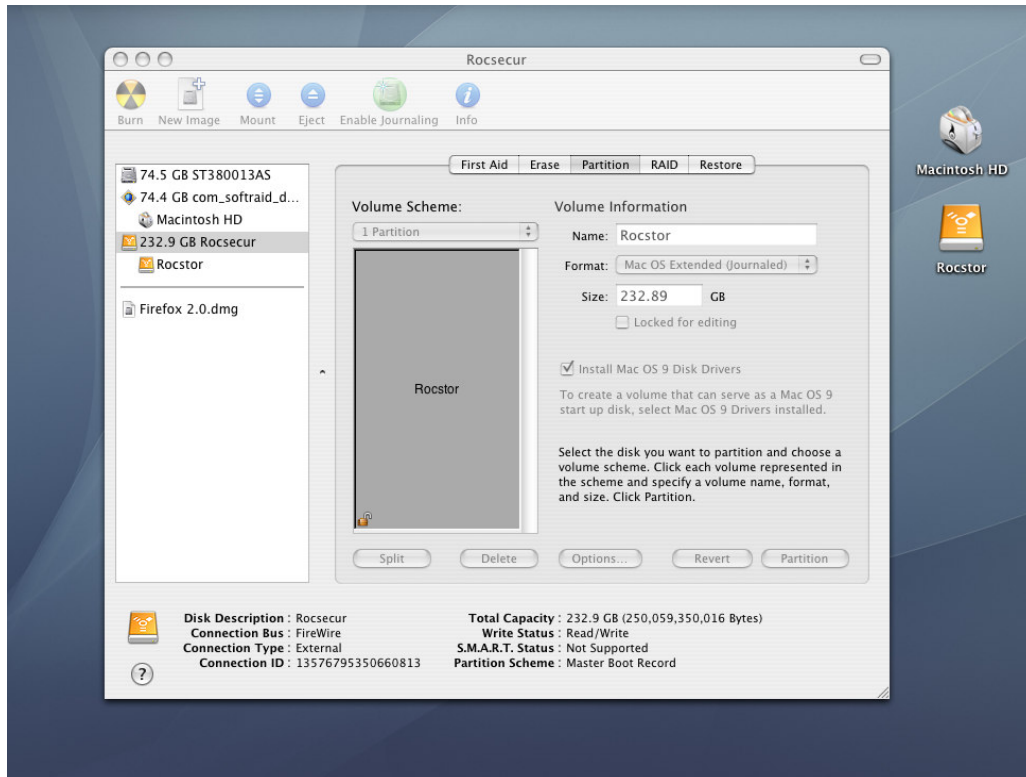 Rocsecur
Burn New Image Mount Eject Enable Journaling Info
First Aid Erase Partition RAID Restore
74.5 GB ST380013AS
74.4 GB com_softraid_d...
Macintosh HD
232.9 GB Rocsecur
Rocstor
Firefox 2.0.dmg
Volume Scheme:
1 Partition
Rocstor
Volume Information
Name: Rocstor
Format: Mac OS Extended (Journaled)
Size: 232.89 GB
Locked for editing
Install Mac OS 9 Disk Drivers
To create a volume that can serve as a Mac OS 9
start up disk, select Mac OS 9 Drivers installed.
Select the disk you want to partition and choose a
volume scheme. Click each volume represented in
the scheme and specify a volume name, format,
and size. Click Partition.
Split Delete Options... Revert Partition
Disk Description : Rocsecur
Connection Bus : FireWire
Connection Type : External
Connection ID : 13576795350660813
Total Capacity : 232.9 GB (250,059,350,016 Bytes)
Write Status : Read/Write
S.M.A.R.T. Status : Not Supported
Partition Scheme : Master Boot Record
?
Macintosh HD
Rocstor